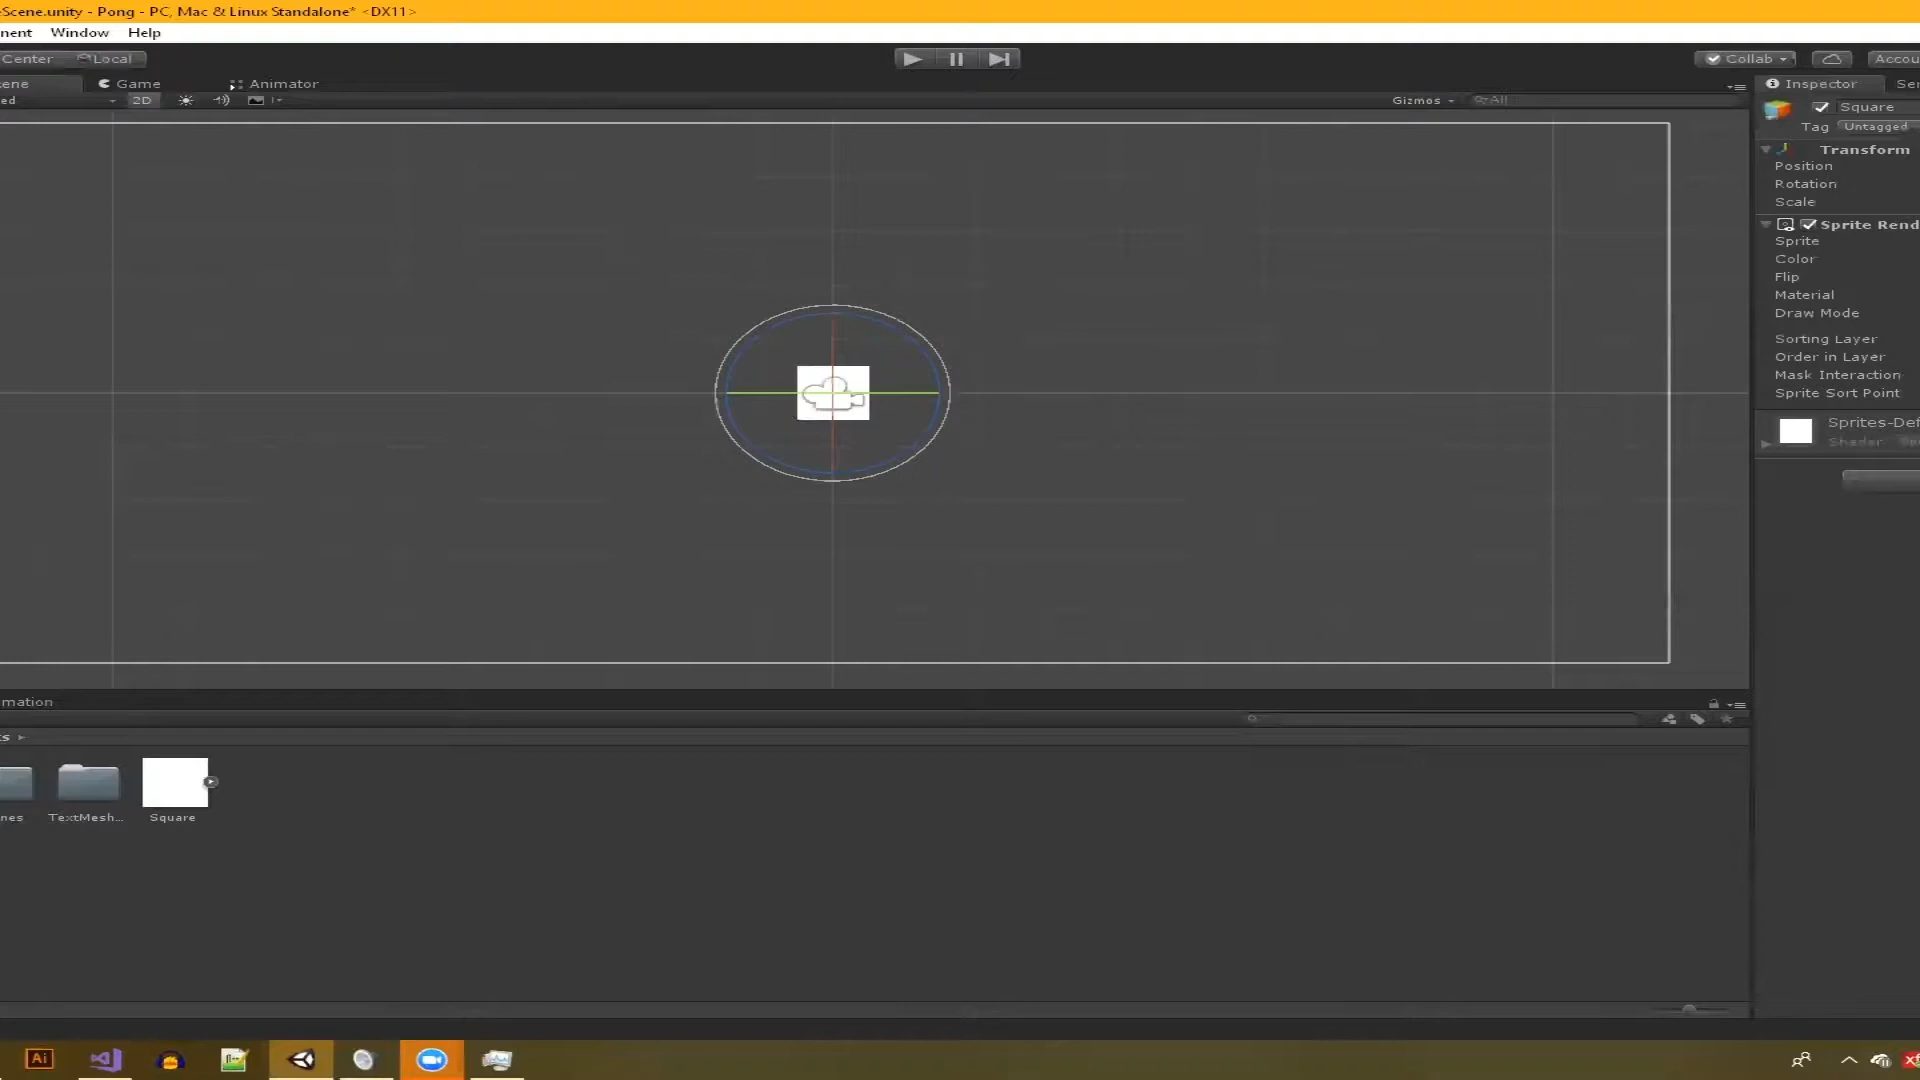 Scene.unity - Pong - PC, Mac & Linux Standalone* <DX11>
nent Window Help
Center Local Collab Accou
ene Game Animator Inspector Ser
ed 2D Gizmos All
Square
Tag Untagged
Transform
Position
Rotation
Scale
Sprite Rend
Sprite
Color
Flip
Material
Draw Mode
Sorting Layer
Order in Layer
Mask Interaction
Sprite Sort Point
Sprites-Def
Shader
mation
ts
nes TextMesh... Square
Ai